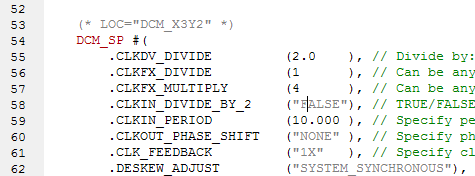 52
53 (* LOC="DCM_X3Y2" *)
54 DCM_SP #(
55 .CLKDV_DIVIDE (2.0 ), // Divide by:
56 .CLKFX_DIVIDE (1 ), // Can be any
57 .CLKFX_MULTIPLY (4 ), // Can be any
58 .CLKIN_DIVIDE_BY_2 ("FALSE"), // TRUE/FALSE
59 .CLKIN_PERIOD (10.000 ), // Specify pe
60 .CLKOUT_PHASE_SHIFT ("NONE" ), // Specify ph
61 .CLK_FEEDBACK ("1X" ), // Specify cl
62 .DESKEW_ADJUST ("SYSTEM_SYNCHRONOUS"),